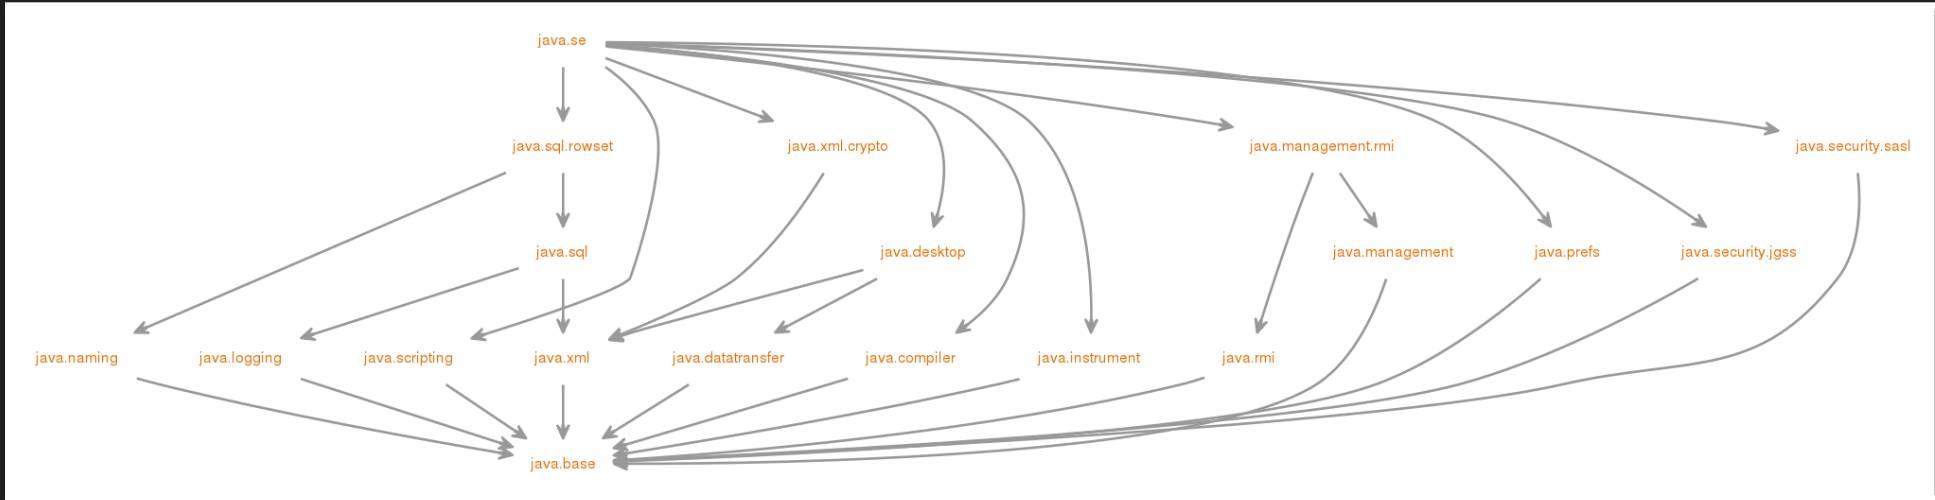 java.se
java.sql.rowset
java.xml.crypto
java.management.rmi
java.security.sasl
java.sql
java.desktop
java.management
java.prefs
java.security.jgss
java.naming
java.logging
java.scripting
java.xml
java.datatransfer
java.compiler
java.instrument
java.rmi
java.base